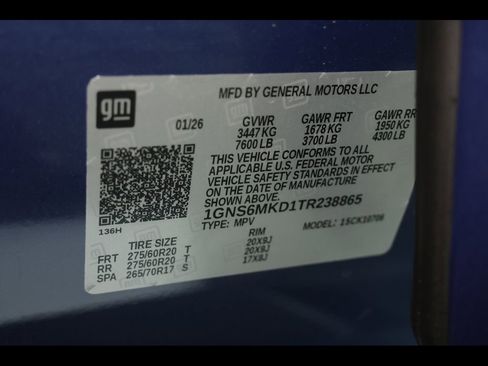 gm
MFD BY GENERAL MOTORS LLC
01/26 GVWR GAWR FRT GAWR RR
3447 KG 1678 KG 1950 KG
7600 LB 3700 LB 4300 LB
THIS VEHICLE CONFORMS TO ALL
APPLICABLE U.S. FEDERAL MOTOR
VEHICLE SAFETY STANDARDS IN EFFECT
ON THE DATE OF MANUFACTURE
SHOWN ABOVE.
1GNS6MKD1TR238865
136H
TYPE: MPV MODEL: 15CK10706
TIRE SIZE RIM
FRT 275/60R20 T 20X9J
RR 275/60R20 T 20X9J
SPA 265/70R17 S 17X8J